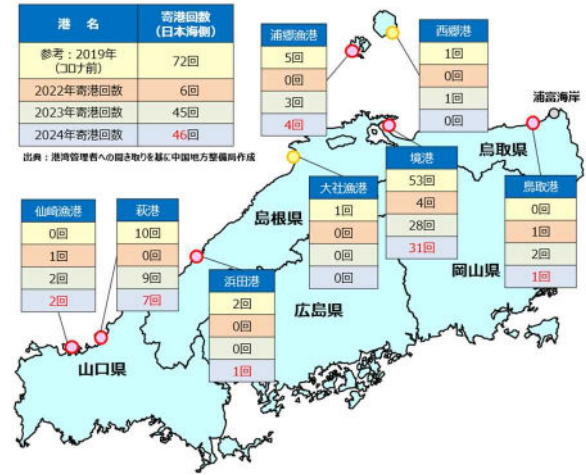 港　名 寄港回数
(日本海側)
参考：2019年
(コロナ前) 72回
2022年寄港回数 6回
2023年寄港回数 45回
2024年寄港回数 46回
出典：港湾管理者への聞き取りを基に中国地方整備局作成
浦郷漁港
5回
0回
3回
4回
西郷港
1回
0回
1回
0回
浦富海岸
鳥取県
鳥取港
0回
1回
2回
1回
境港
53回
4回
28回
31回
大社漁港
1回
0回
0回
0回
島根県
岡山県
広島県
仙崎漁港
0回
1回
2回
2回
萩港
10回
0回
9回
7回
浜田港
2回
0回
0回
1回
山口県